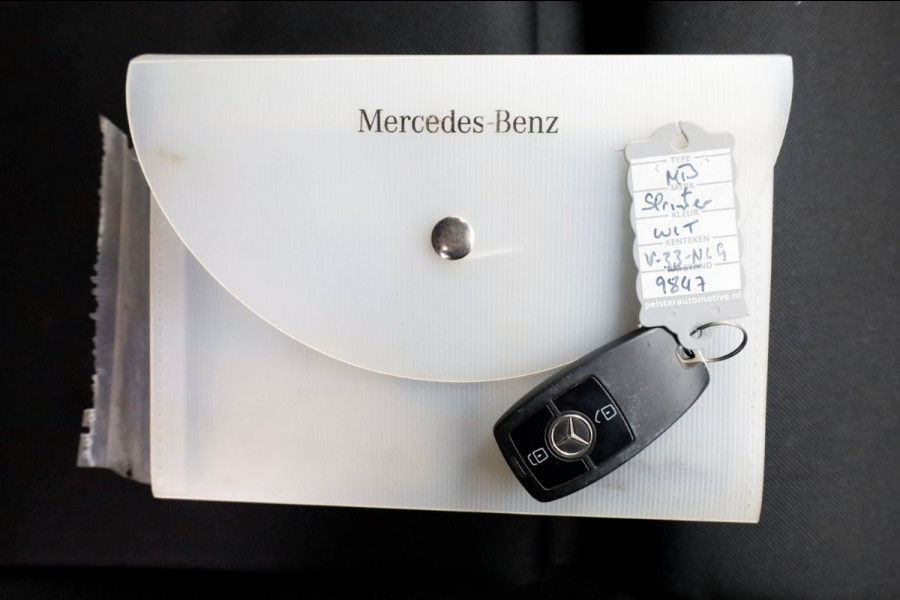 Mercedes-Benz
TYPE
MB
MERK
Sprinter
KLEUR
WIT
KENTEKEN
V-33-NLG
9847
pelsterautomotive.nl